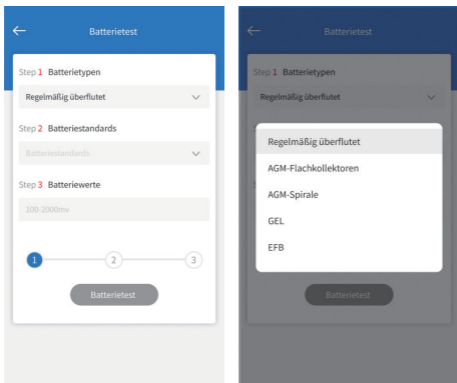 Batterietest
Step 1 Batterietypen
Regelmäßig überflutet
Step 2 Batteriestandards
Batteriestandards
Step 3 Batteriewerte
100-2000mv
1 2 3
Batterietest
Batterietest
Step 1 Batterietypen
Regelmäßig überflutet
Regelmäßig überflutet
AGM-Flachkollektoren
AGM-Spirale
GEL
EFB
Batterietest